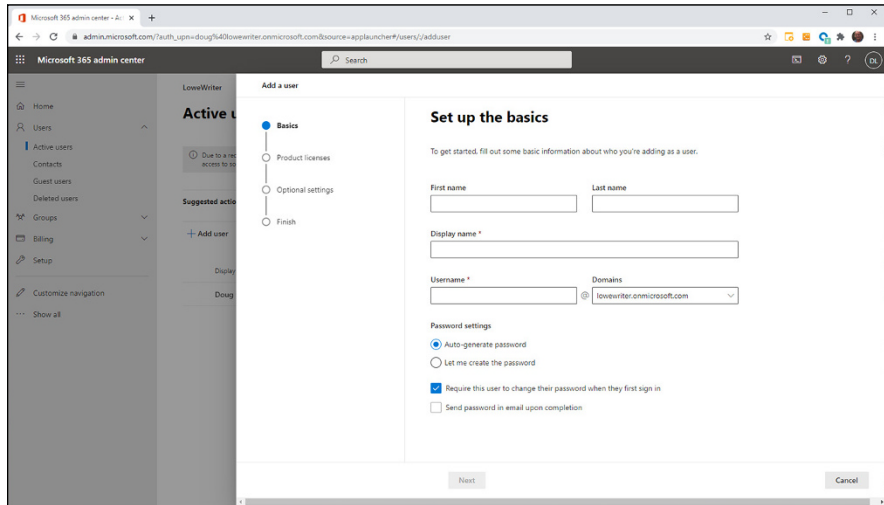 Microsoft 365 admin center - Act
admin.microsoft.com/?auth_upn=doug%40lowewriter.onmicrosoft.com&source=applauncher#/users/:/adduser
Microsoft 365 admin center
Search
DL
Home
Users
Active users
Contacts
Guest users
Deleted users
Groups
Billing
Setup
Customize navigation
Show all
LoweWriter
Active u
Due to a rec
access to so
Suggested actio
Add user
Display
Doug
Add a user
Basics
Product licenses
Optional settings
Finish
Set up the basics
To get started, fill out some basic information about who you're adding as a user.
First name
Last name
Display name *
Username *
Domains
@
lowewriter.onmicrosoft.com
Password settings
Auto-generate password
Let me create the password
Require this user to change their password when they first sign in
Send password in email upon completion
Next
Cancel